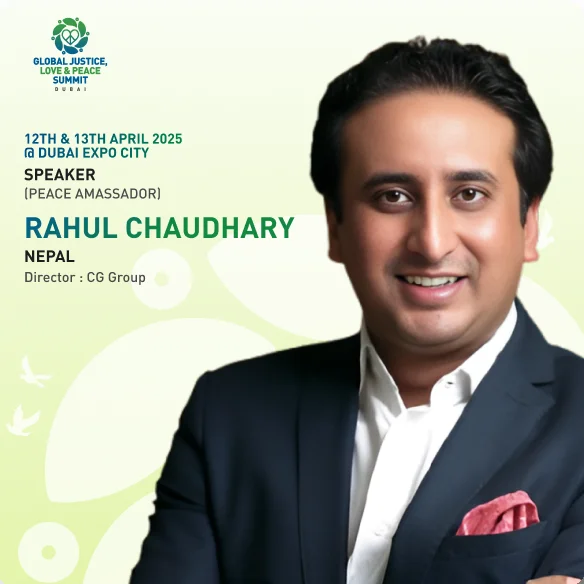 GLOBAL JUSTICE,
LOVE & PEACE
SUMMIT
DUBAI
12TH & 13TH APRIL 2025
@ DUBAI EXPO CITY
SPEAKER
(PEACE AMASSADOR)
RAHUL CHAUDHARY
NEPAL
Director : CG Group